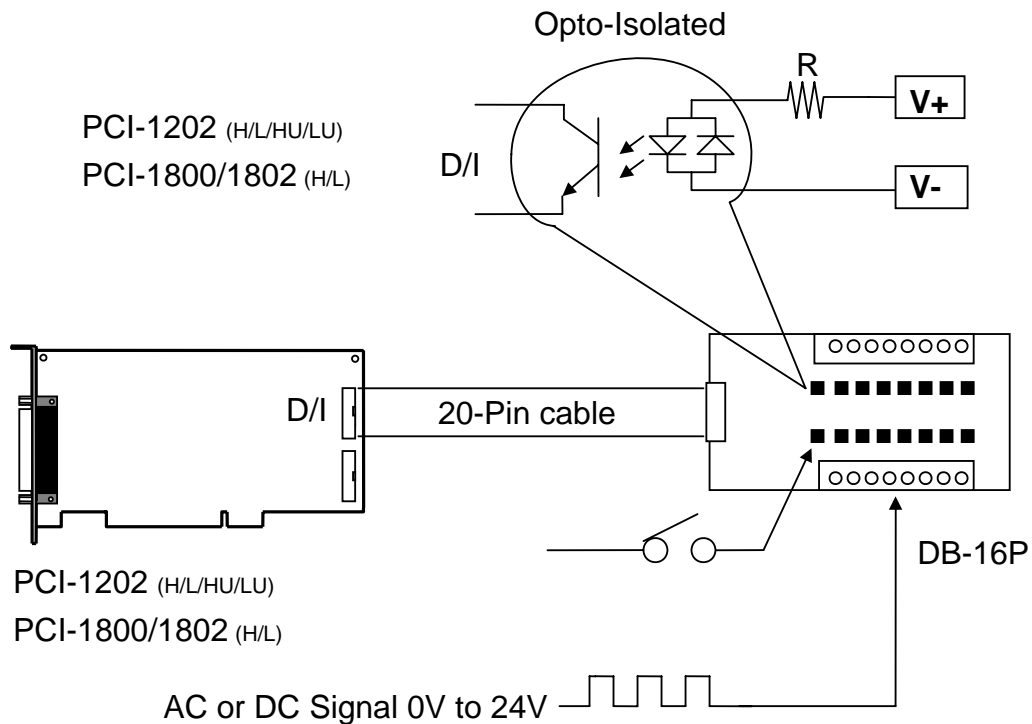 Opto-Isolated
R
V+
PCI-1202 (H/L/HU/LU)
D/I
PCI-1800/1802 (H/L)
V-
D/I
20-Pin cable
DB-16P
PCI-1202 (H/L/HU/LU)
PCI-1800/1802 (H/L)
AC or DC Signal 0V to 24V